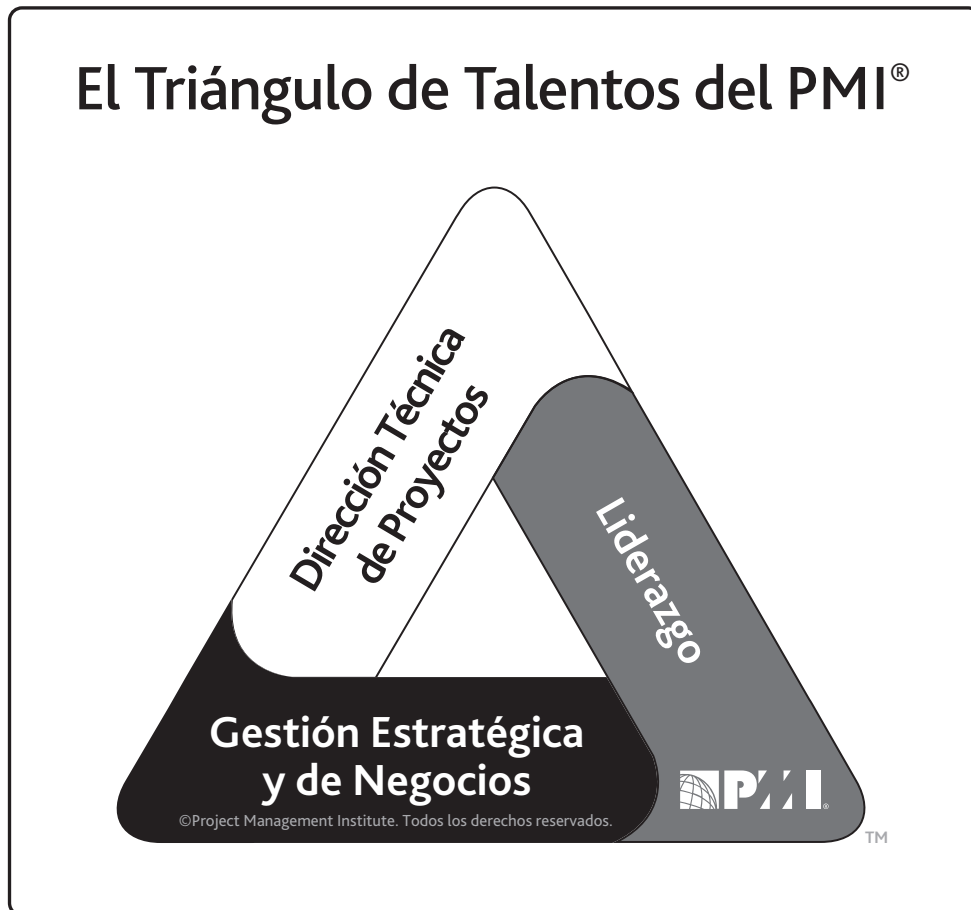 El Triángulo de Talentos del PMI®
Dirección Técnica
de Proyectos
Liderazgo
Gestión Estratégica
y de Negocios
©Project Management Institute. Todos los derechos reservados.
PMI®
TM